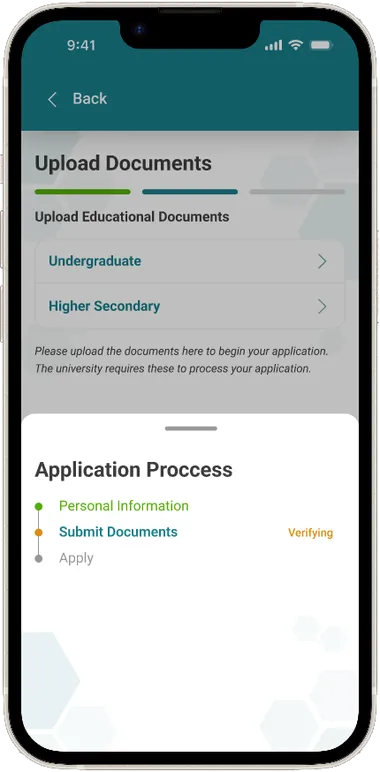 9:41
Back
Upload Documents
Upload Educational Documents
Undergraduate
Higher Secondary
Please upload the documents here to begin your application.
The university requires these to process your application.
Application Proccess
Personal Information
Submit Documents Verifying
Apply